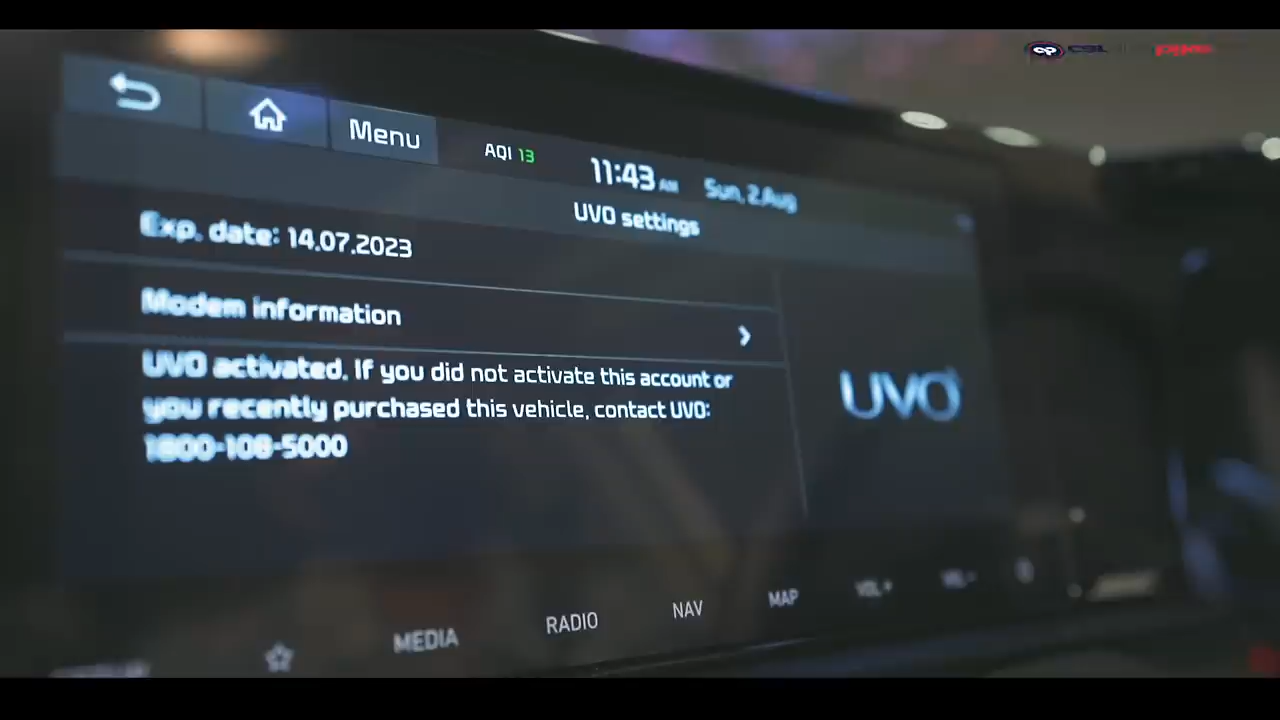 Menu
AQI 13
11:43 AM
Sun, 2.Aug
UVO settings
Exp. date: 14.07.2023
Modem information
UVO activated. If you did not activate this account or
you recently purchased this vehicle, contact UVO:
1800-108-5000
UVO
MEDIA
RADIO
NAV
MAP
VOL +
VOL -